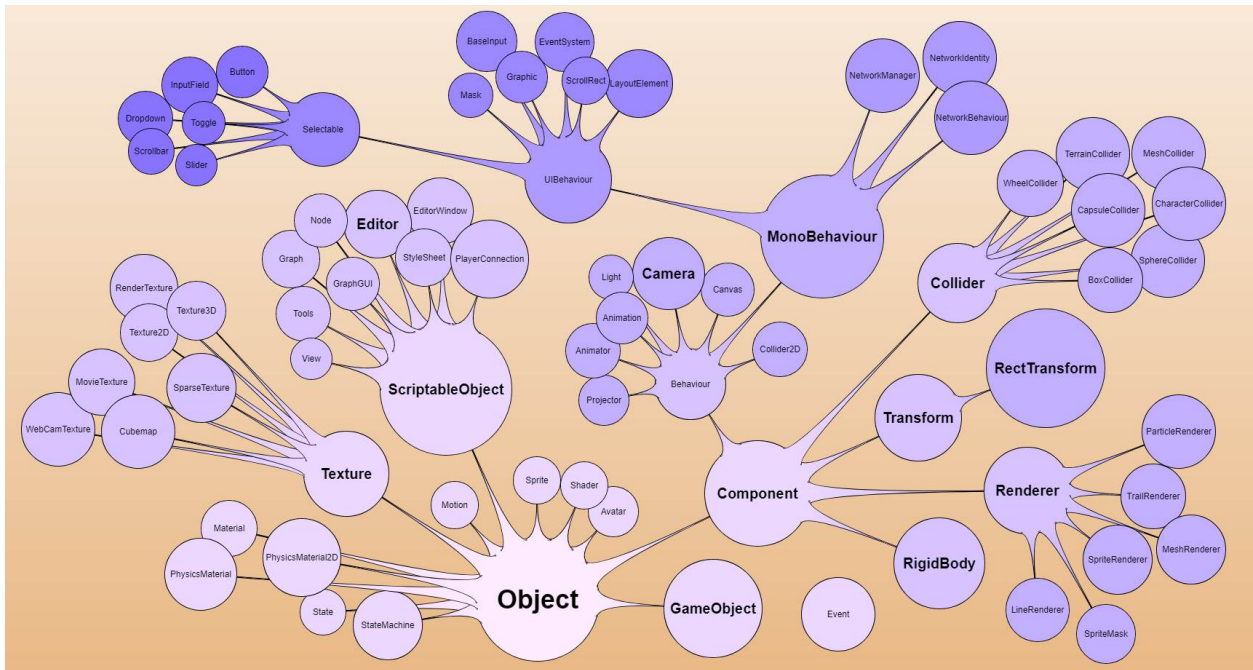 BaseInput
EventSystem
Button
InputField
Graphic
ScrollRect
LayoutElement
NetworkManager
NetworkIdentity
Mask
Dropdown
Toggle
Selectable
NetworkBehaviour
Scrollbar
Slider
UIBehaviour
TerrainCollider
MeshCollider
WheelCollider
CapsuleCollider
CharacterCollider
Node
Editor
EditorWindow
MonoBehaviour
Graph
StyleSheet
PlayerConnection
SphereCollider
RenderTexture
GraphGUI
Light
Camera
Canvas
Collider
BoxCollider
Texture3D
Tools
Animation
Texture2D
View
Animator
Collider2D
RectTransform
MovieTexture
SparseTexture
ScriptableObject
Behaviour
Projector
Transform
WebCamTexture
Cubemap
ParticleRenderer
Texture
Sprite
Shader
Component
Renderer
TrailRenderer
Motion
Avatar
Material
PhysicsMaterial2D
PhysicsMaterial
RigidBody
SpriteRenderer
MeshRenderer
Object
GameObject
Event
State
StateMachine
LineRenderer
SpriteMask